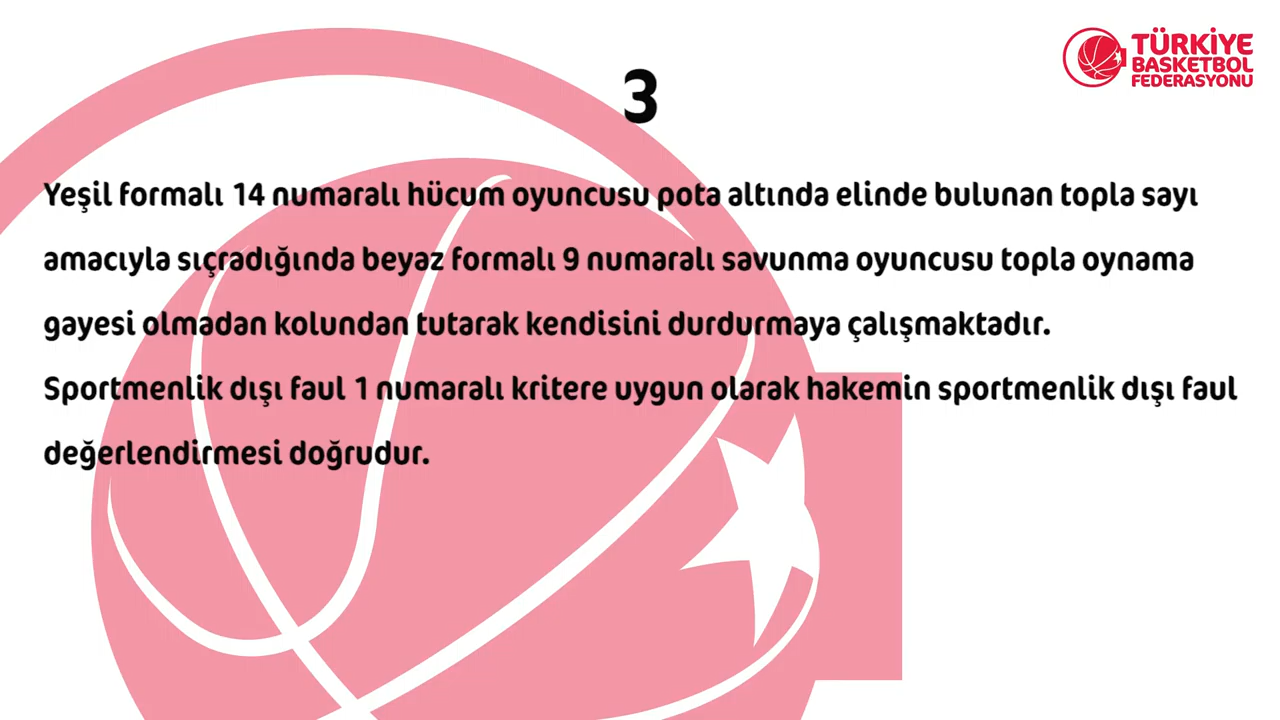 TÜRKİYE
BASKETBOL
FEDERASYONU
3
Yeşil formalı 14 numaralı hücum oyuncusu pota altında elinde bulunan topla sayı
amacıyla sıçradığında beyaz formalı 9 numaralı savunma oyuncusu topla oynama
gayesi olmadan kolundan tutarak kendisini durdurmaya çalışmaktadır.
Sportmenlik dışı faul 1 numaralı kritere uygun olarak hakemin sportmenlik dışı faul
değerlendirmesi doğrudur.